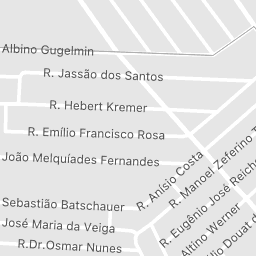 Albino Gugelmin
R. Jassão dos Santos
R. Hebert Kremer
R. Emílio Francisco Rosa
João Melquíades Fernandes
R. Anísio Costa
R. Manoel Zeferino
Sebastião Batschauer
R. Eugênio José Reich
José Maria da Veiga
Altino Werner
Douat d
R.Dr.Osmar Nunes